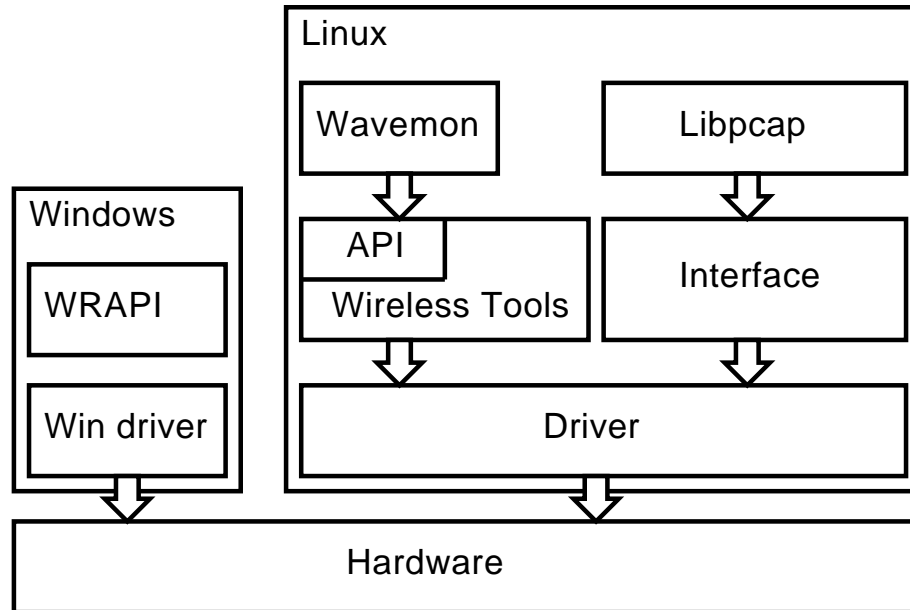 Linux
Wavemon
Libpcap
Windows
API
Interface
WRAPI
Wireless Tools
Win driver
Driver
Hardware